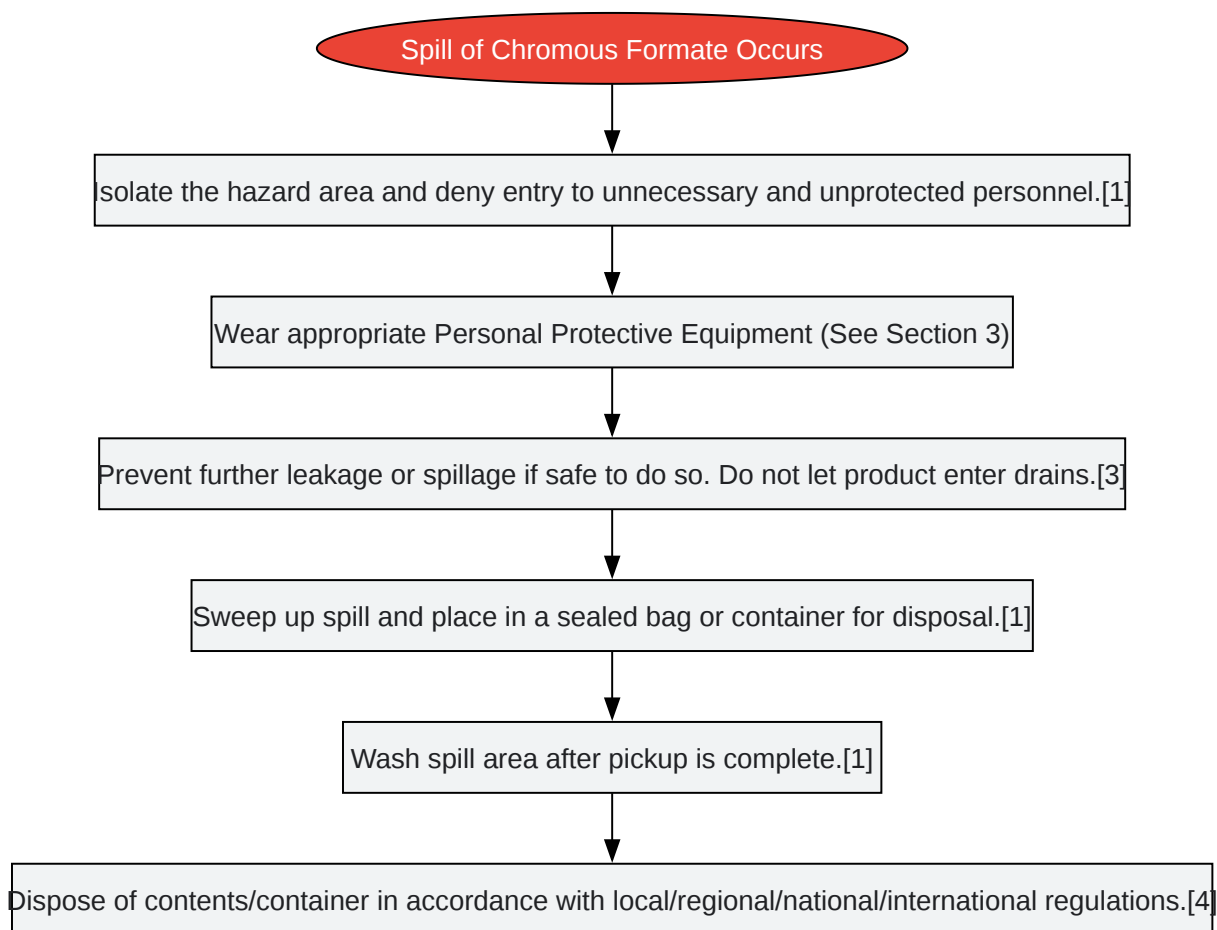 Spill of Chromous Formate Occurs
Isolate the hazard area and deny entry to unnecessary and unprotected personnel.[1]
Wear appropriate Personal Protective Equipment (See Section 3)
Prevent further leakage or spillage if safe to do so. Do not let product enter drains.[3]
Sweep up spill and place in a sealed bag or container for disposal.[1]
Wash spill area after pickup is complete.[1]
Dispose of contents/container in accordance with local/regional/national/international regulations.[4]